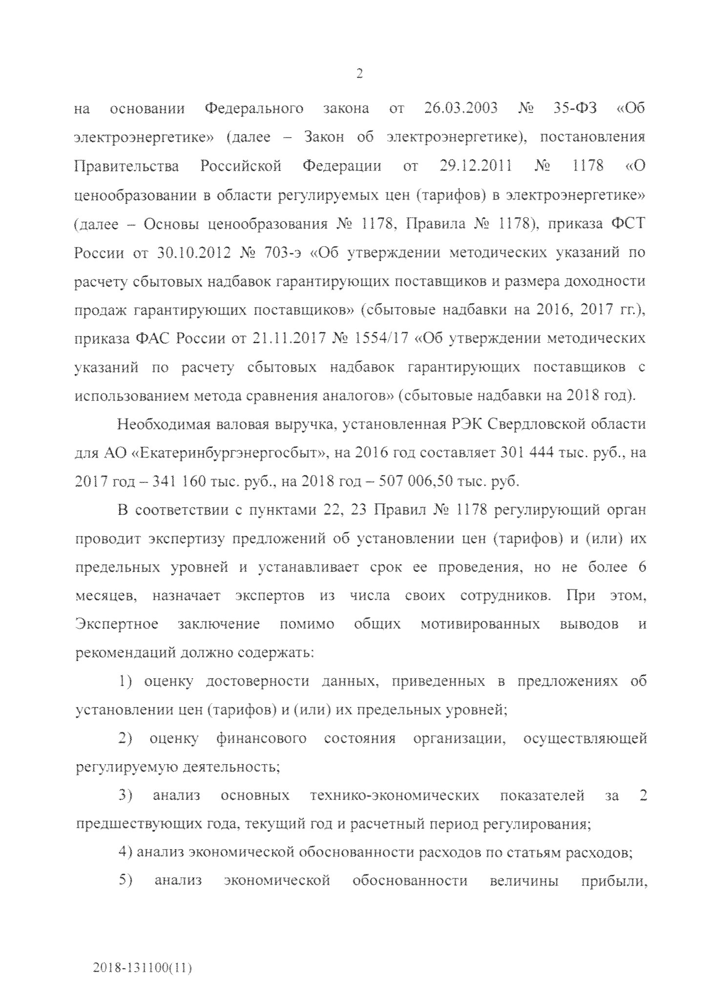 2
на основании Федерального закона от 26.03.2003 № 35-ФЗ «Об
электроэнергетике» (далее – Закон об электроэнергетике), постановления
Правительства Российской Федерации от 29.12.2011 № 1178 «О
ценообразовании в области регулируемых цен (тарифов) в электроэнергетике»
(далее – Основы ценообразования № 1178, Правила № 1178), приказа ФСТ
России от 30.10.2012 № 703-э «Об утверждении методических указаний по
расчету сбытовых надбавок гарантирующих поставщиков и размера доходности
продаж гарантирующих поставщиков» (сбытовые надбавки на 2016, 2017 гг.),
приказа ФАС России от 21.11.2017 № 1554/17 «Об утверждении методических
указаний по расчету сбытовых надбавок гарантирующих поставщиков с
использованием метода сравнения аналогов» (сбытовые надбавки на 2018 год).
Необходимая валовая выручка, установленная РЭК Свердловской области
для АО «Екатеринбургэнергосбыт», на 2016 год составляет 301 444 тыс. руб., на
2017 год – 341 160 тыс. руб., на 2018 год – 507 006,50 тыс. руб.
В соответствии с пунктами 22, 23 Правил № 1178 регулирующий орган
проводит экспертизу предложений об установлении цен (тарифов) и (или) их
предельных уровней и устанавливает срок ее проведения, но не более 6
месяцев, назначает экспертов из числа своих сотрудников. При этом,
Экспертное заключение помимо общих мотивированных выводов и
рекомендаций должно содержать:
1) оценку достоверности данных, приведенных в предложениях об
установлении цен (тарифов) и (или) их предельных уровней;
2) оценку финансового состояния организации, осуществляющей
регулируемую деятельность;
3) анализ основных технико-экономических показателей за 2
предшествующих года, текущий год и расчетный период регулирования;
4) анализ экономической обоснованности расходов по статьям расходов;
5) анализ экономической обоснованности величины прибыли,
2018-131100(11)